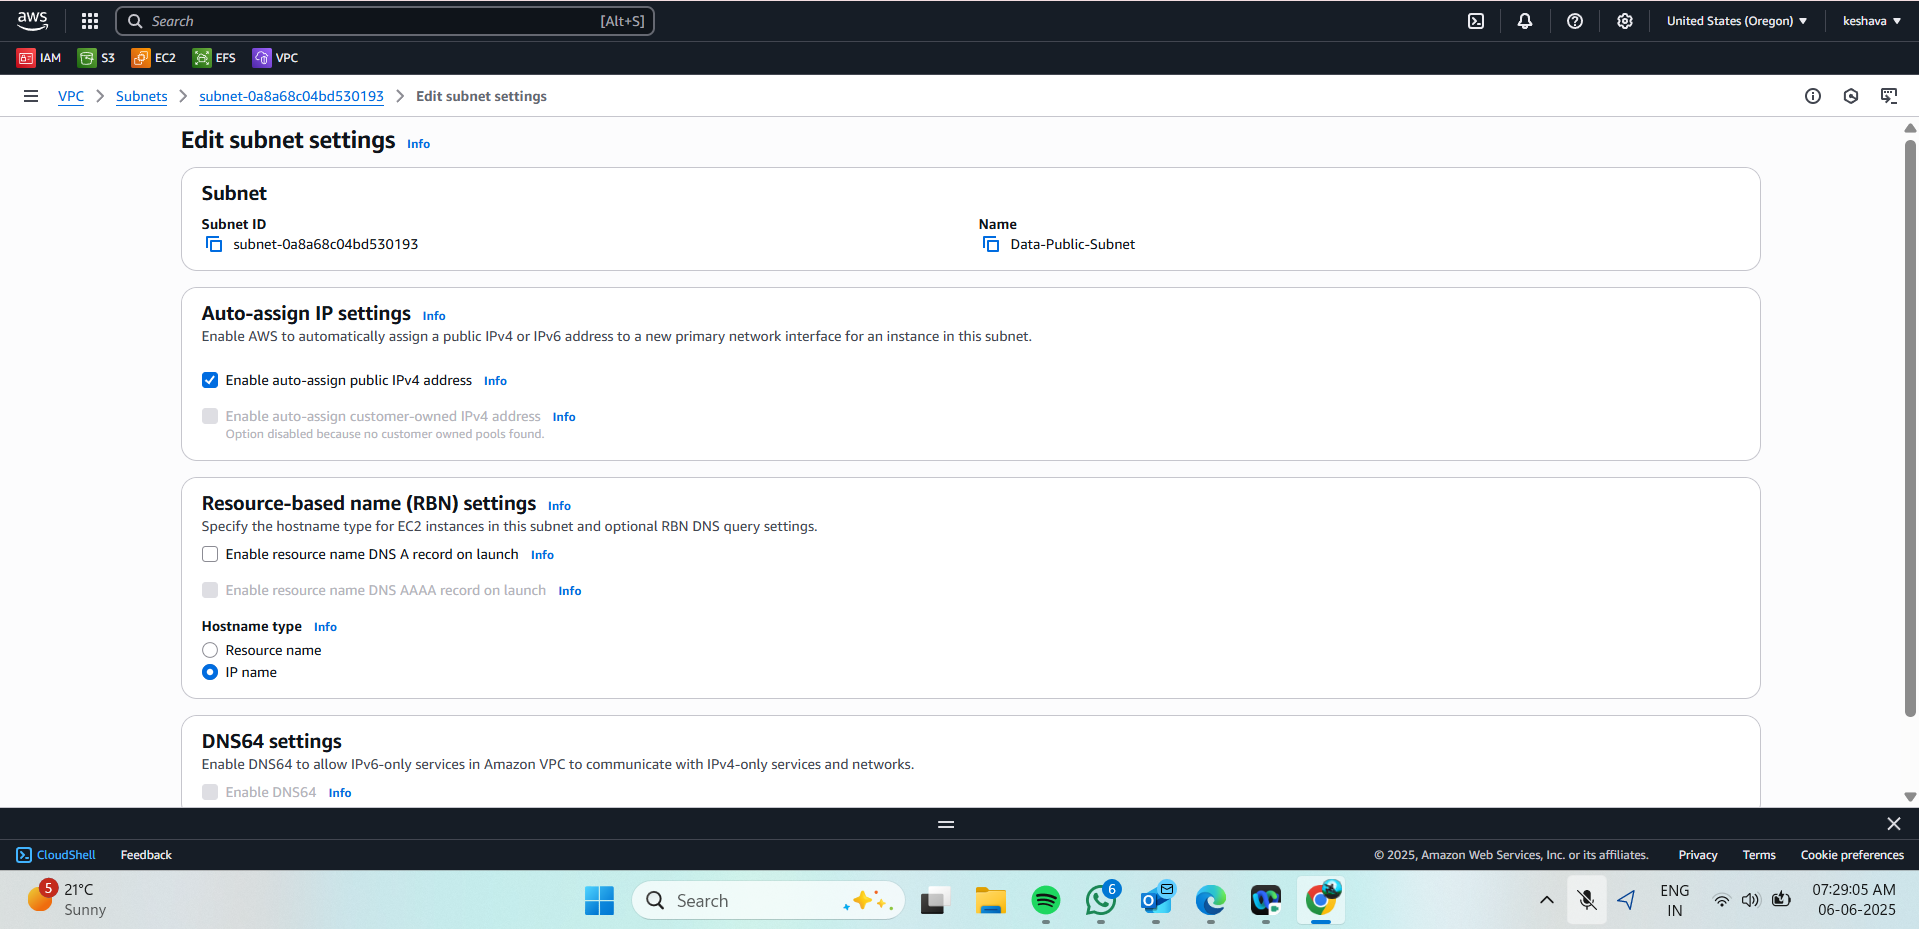 aws
Search [Alt+S]
United States (Oregon)
keshava
IAM S3 EC2 EFS VPC
VPC Subnets subnet-0a8a68c04bd530193 Edit subnet settings
Edit subnet settings Info
Subnet
Subnet ID
subnet-0a8a68c04bd530193
Name
Data-Public-Subnet
Auto-assign IP settings Info
Enable AWS to automatically assign a public IPv4 or IPv6 address to a new primary network interface for an instance in this subnet.
Enable auto-assign public IPv4 address Info
Enable auto-assign customer-owned IPv4 address Info
Option disabled because no customer owned pools found.
Resource-based name (RBN) settings Info
Specify the hostname type for EC2 instances in this subnet and optional RBN DNS query settings.
Enable resource name DNS A record on launch Info
Enable resource name DNS AAAA record on launch Info
Hostname type Info
Resource name
IP name
DNS64 settings
Enable DNS64 to allow IPv6-only services in Amazon VPC to communicate with IPv4-only services and networks.
Enable DNS64 Info
CloudShell Feedback
© 2025, Amazon Web Services, Inc. or its affiliates. Privacy Terms Cookie preferences
5
21°C
Sunny
Search
6
ENG
IN
07:29:05 AM
06-06-2025